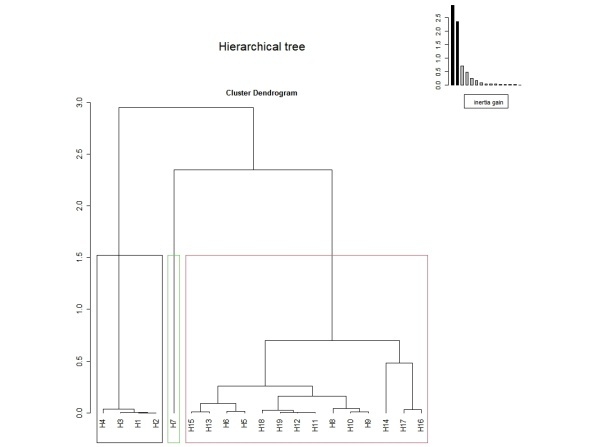 Hierarchical tree
0.0 0.5 1.0 1.5 2.0 2.5
inertia gain
Cluster Dendrogram
0.0 0.5 1.0 1.5 2.0 2.5 3.0
H4 H3 H1 H2 H7 H15 H13 H6 H5 H18 H19 H12 H11 H8 H10 H9 H14 H17 H16